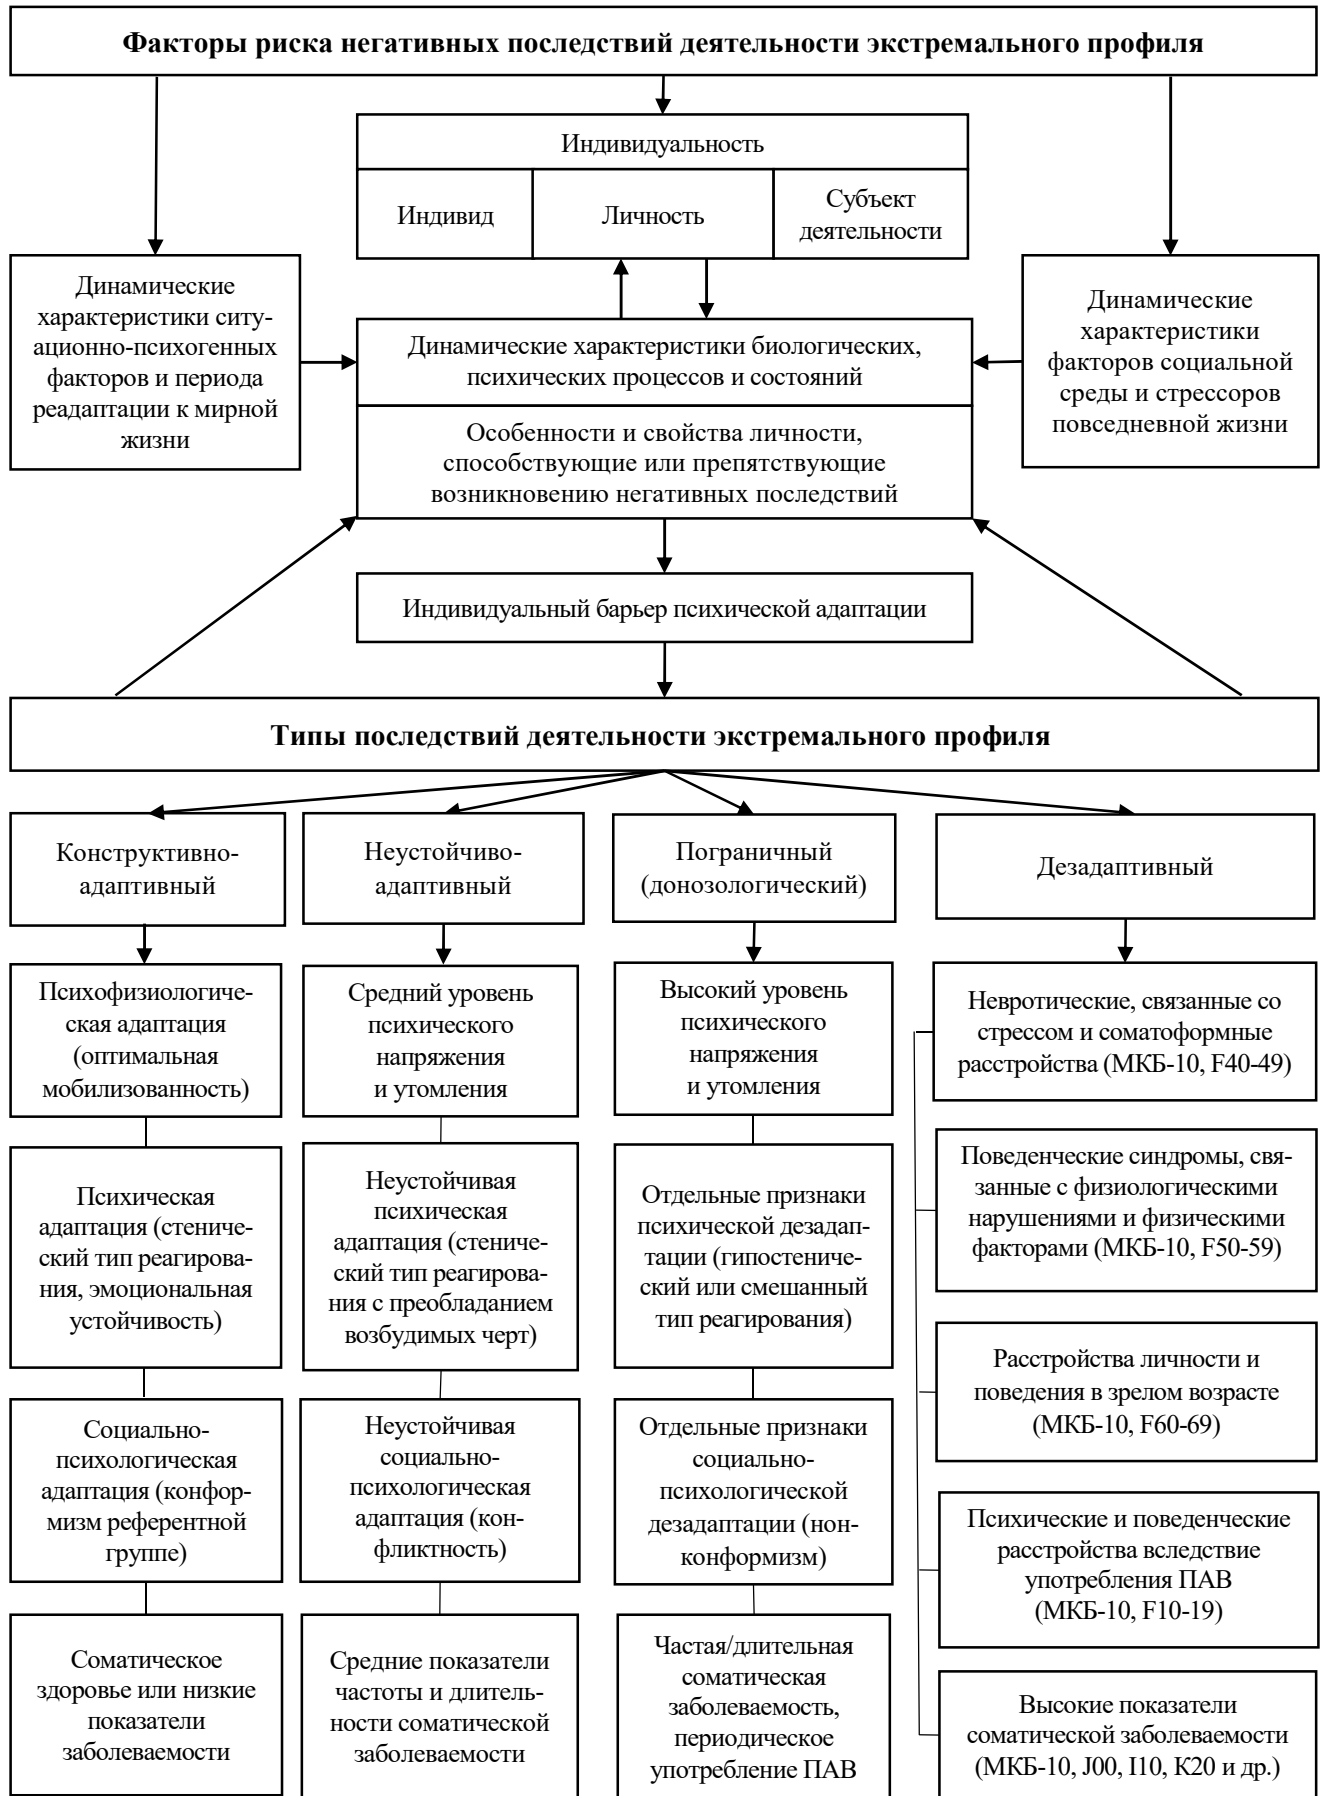 Факторы риска негативных последствий деятельности экстремального профиля
Индивидуальность
Индивид
Личность
Субъект
деятельности
Динамические
характеристики ситу-
ационно-психогенных
факторов и периода
реадаптации к мирной
жизни
Динамические характеристики биологических,
психических процессов и состояний
Особенности и свойства личности,
способствующие или препятствующие
возникновению негативных последствий
Динамические
характеристики
факторов социальной
среды и стрессоров
повседневной жизни
Индивидуальный барьер психической адаптации
Типы последствий деятельности экстремального профиля
Конструктивно-
адаптивный
Неустойчиво-
адаптивный
Пограничный
(донозологический)
Дезадаптивный
Психофизиологиче-
ская адаптация
(оптимальная
мобилизованность)
Средний уровень
психического
напряжения
и утомления
Высокий уровень
психического
напряжения
и утомления
Невротические, связанные со
стрессом и соматоформные
расстройства (МКБ-10, F40-49)
Психическая
адаптация (стениче-
ский тип реагирова-
ния, эмоциональная
устойчивость)
Неустойчивая
психическая
адаптация (стениче-
ский тип реагирова-
ния с преобладанием
возбудимых черт)
Отдельные признаки
психической дезадап-
тации (гипостениче-
ский или смешанный
тип реагирования)
Поведенческие синдромы, свя-
занные с физиологическими
нарушениями и физическими
факторами (МКБ-10, F50-59)
Расстройства личности и
поведения в зрелом возрасте
(МКБ-10, F60-69)
Социально-
психологическая
адаптация (конфор-
мизм референтной
группе)
Неустойчивая
социально-
психологическая
адаптация (кон-
фликтность)
Отдельные признаки
социально-
психологической
дезадаптации (нон-
конформизм)
Психические и поведенческие
расстройства вследствие
употребления ПАВ
(МКБ-10, F10-19)
Соматическое
здоровье или низкие
показатели
заболеваемости
Средние показатели
частоты и длитель-
ности соматической
заболеваемости
Частая/длительная
соматическая
заболеваемость,
периодическое
употребление ПАВ
Высокие показатели
соматической заболеваемости
(МКБ-10, J00, I10, K20 и др.)